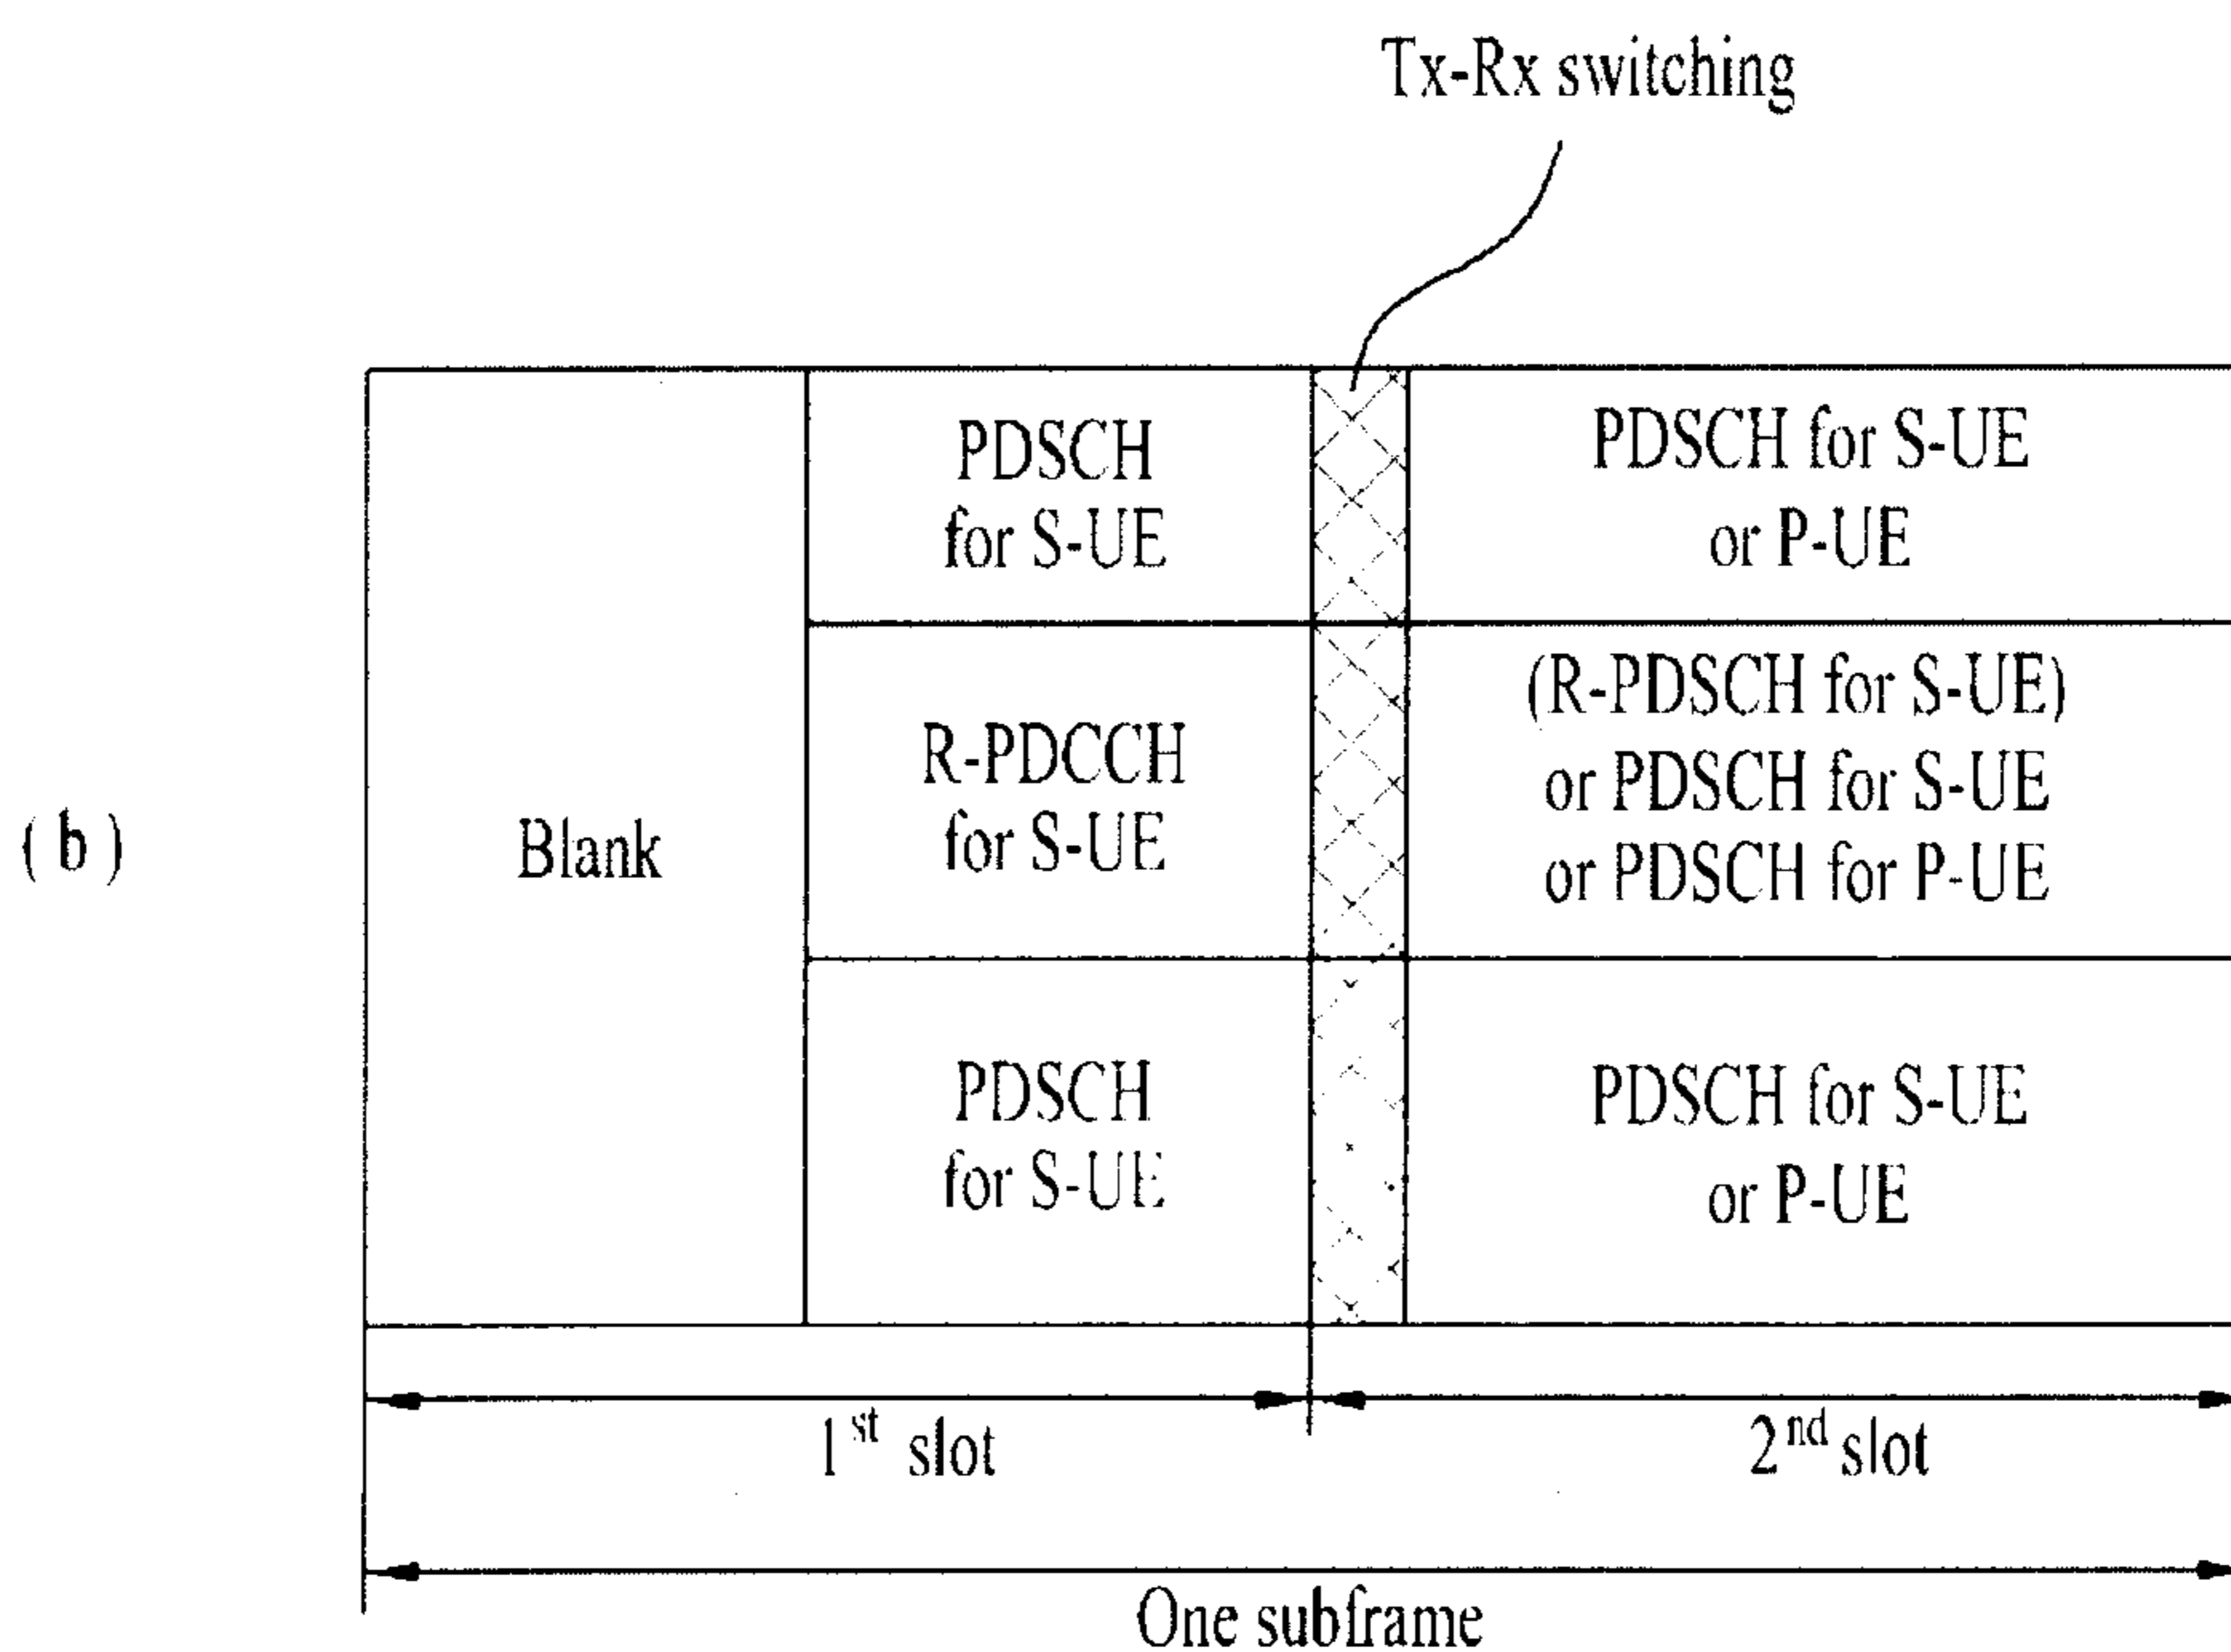 Tx-Rx switching
PDSCH
for S-UE
PDSCH for S-UE
or P-UE
(b)
Blank
R-PDCCH
for S-UE
(R-PDSCH for S-UE)
or PDSCH for S-UE
or PDSCH for P-UE
PDSCH
for S-UE
PDSCH for S-UE
or P-UE
1st slot
2nd slot
One subframe